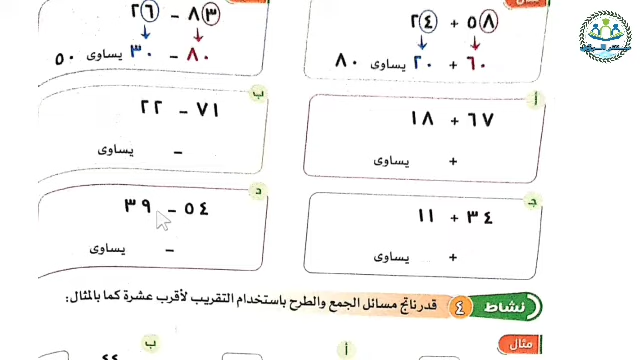 مثال
٥٨ + ٢٤
٦٠ + ٢٠ يساوى ٨٠
٨٣ - ٢٦
٨٠ - ٣٠ يساوى ٥٠
أ
٦٧ + ١٨
+ يساوى
ب
٧١ - ٢٢
- يساوى
جـ
٣٤ + ١١
+ يساوى
د
٥٤ - ٣٩
- يساوى
نشاط ٤ قدر ناتج مسائل الجمع والطرح باستخدام التقريب لأقرب عشرة كما بالمثال:
مثال
أ
ب